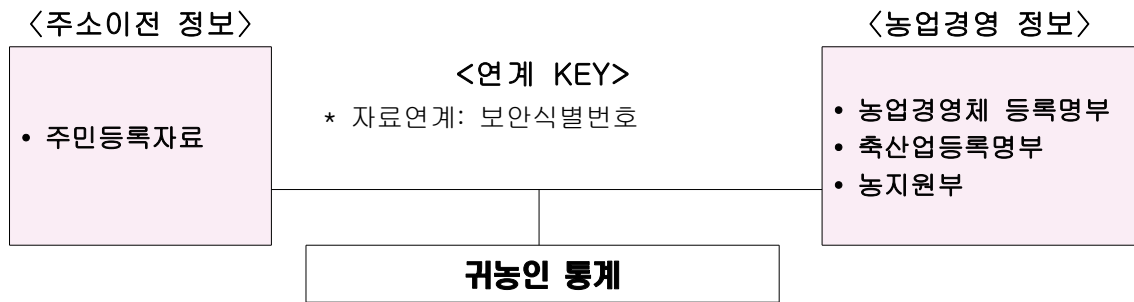 〈주소이전 정보〉
• 주민등록자료
<연계 KEY>
* 자료연계: 보안식별번호
〈농업경영 정보〉
• 농업경영체 등록명부
• 축산업등록명부
• 농지원부
귀농인 통계